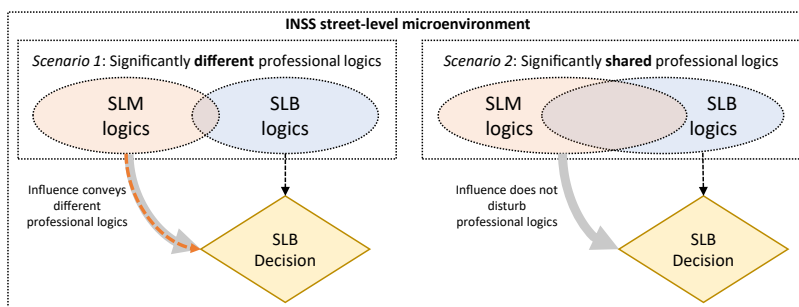 INSS street-level microenvironment
Scenario 1: Significantly different professional logics
SLM
logics
SLB
logics
Influence conveys
different
professional logics
SLB
Decision
Scenario 2: Significantly shared professional logics
SLM
logics
SLB
logics
Influence does not
disturb
professional logics
SLB
Decision